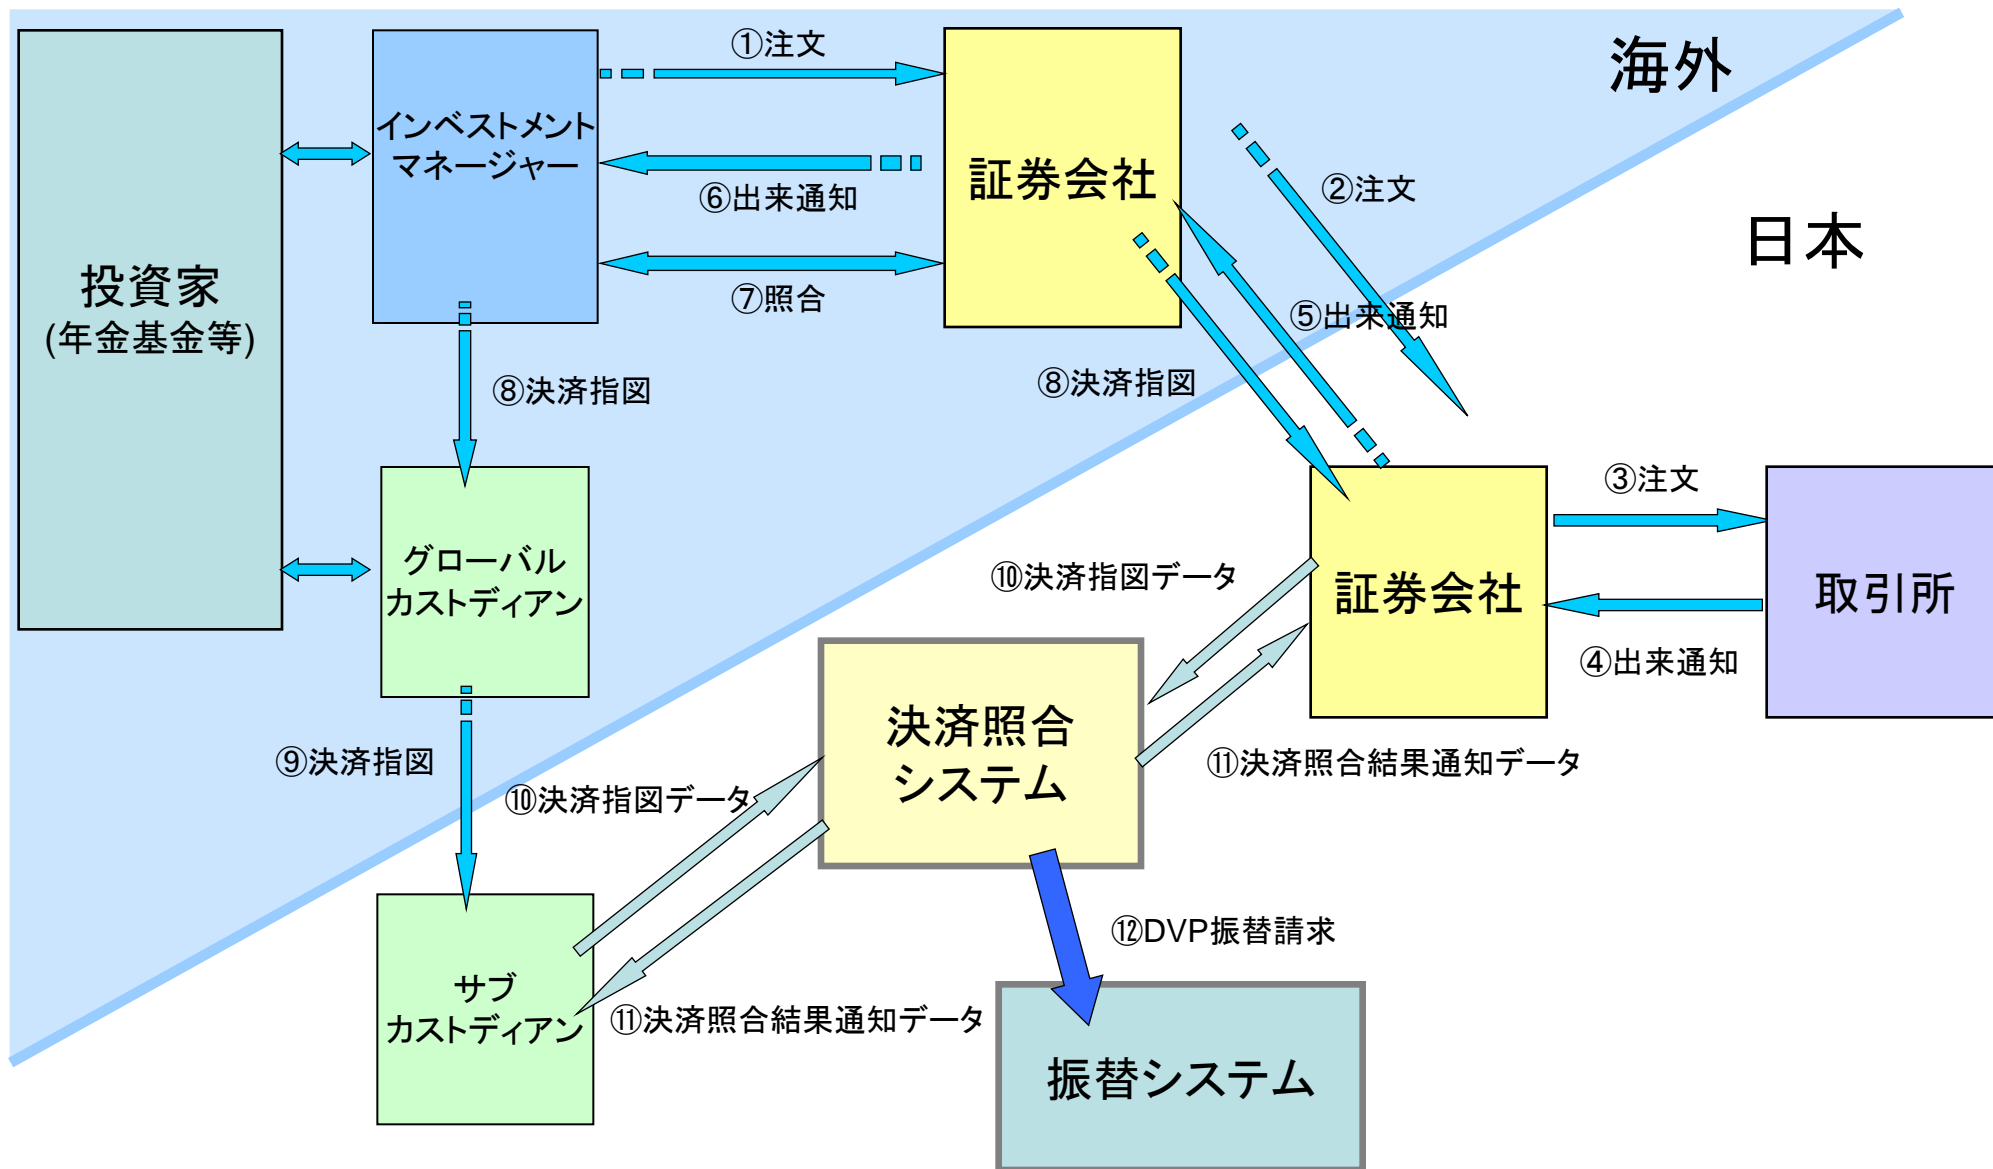 海外
日本
①注文
インベストメント
マネージャー
証券会社
⑥出来通知
②注文
投資家
(年金基金等)
⑦照合
⑤出来通知
⑧決済指図
⑧決済指図
③注文
グローバル
カストディアン
⑩決済指図データ
証券会社
取引所
④出来通知
決済照合
システム
⑨決済指図
⑪決済照合結果通知データ
⑩決済指図データ
⑫DVP振替請求
サブ
カストディアン
⑪決済照合結果通知データ
振替システム